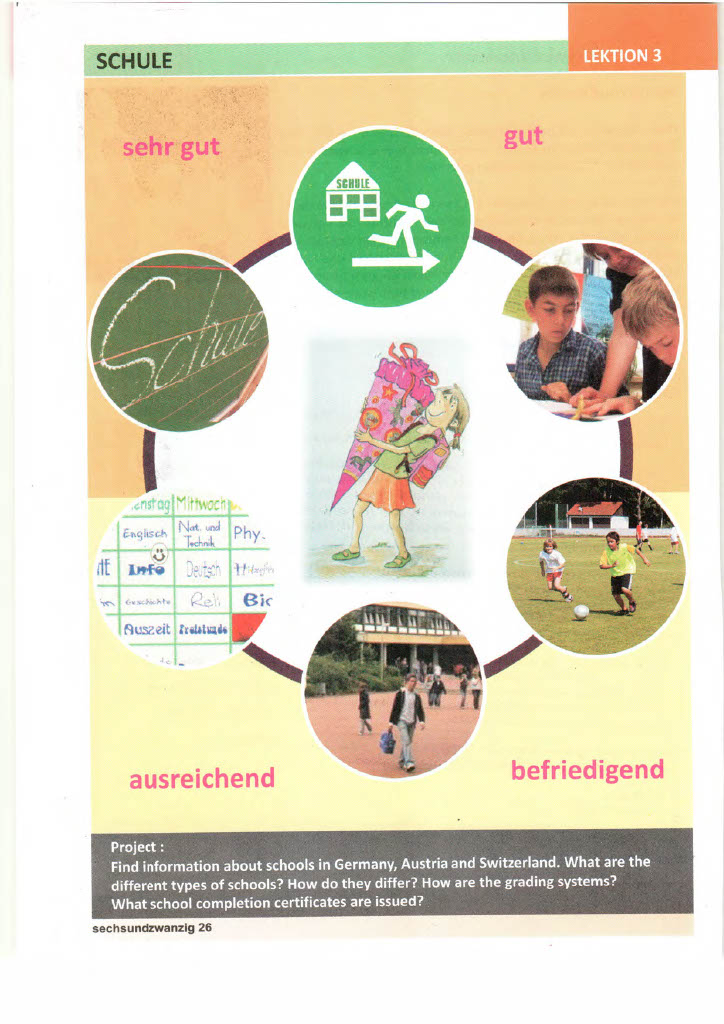 SCHULE
LEKTION 3
sehr gut
gut
SCHULE
Schule
Mittwoch
Englisch
Nat. und
Technik
Phy.
Info
Deutsch
Geschichte
Reli
Bio
Auszeit
Freistunde
ausreichend
befriedigend
Project :
Find information about schools in Germany, Austria and Switzerland. What are the
different types of schools? How do they differ? How are the grading systems?
What school completion certificates are issued?
sechsundzwanzig 26